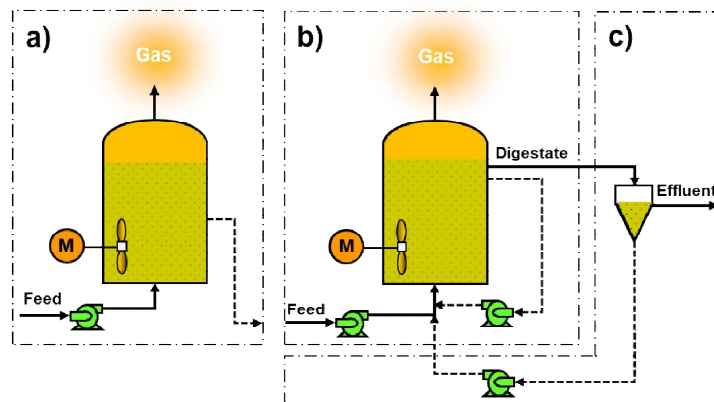 a)
Gas
M
Feed
b)
Gas
Digestate
M
Feed
c)
Effluent